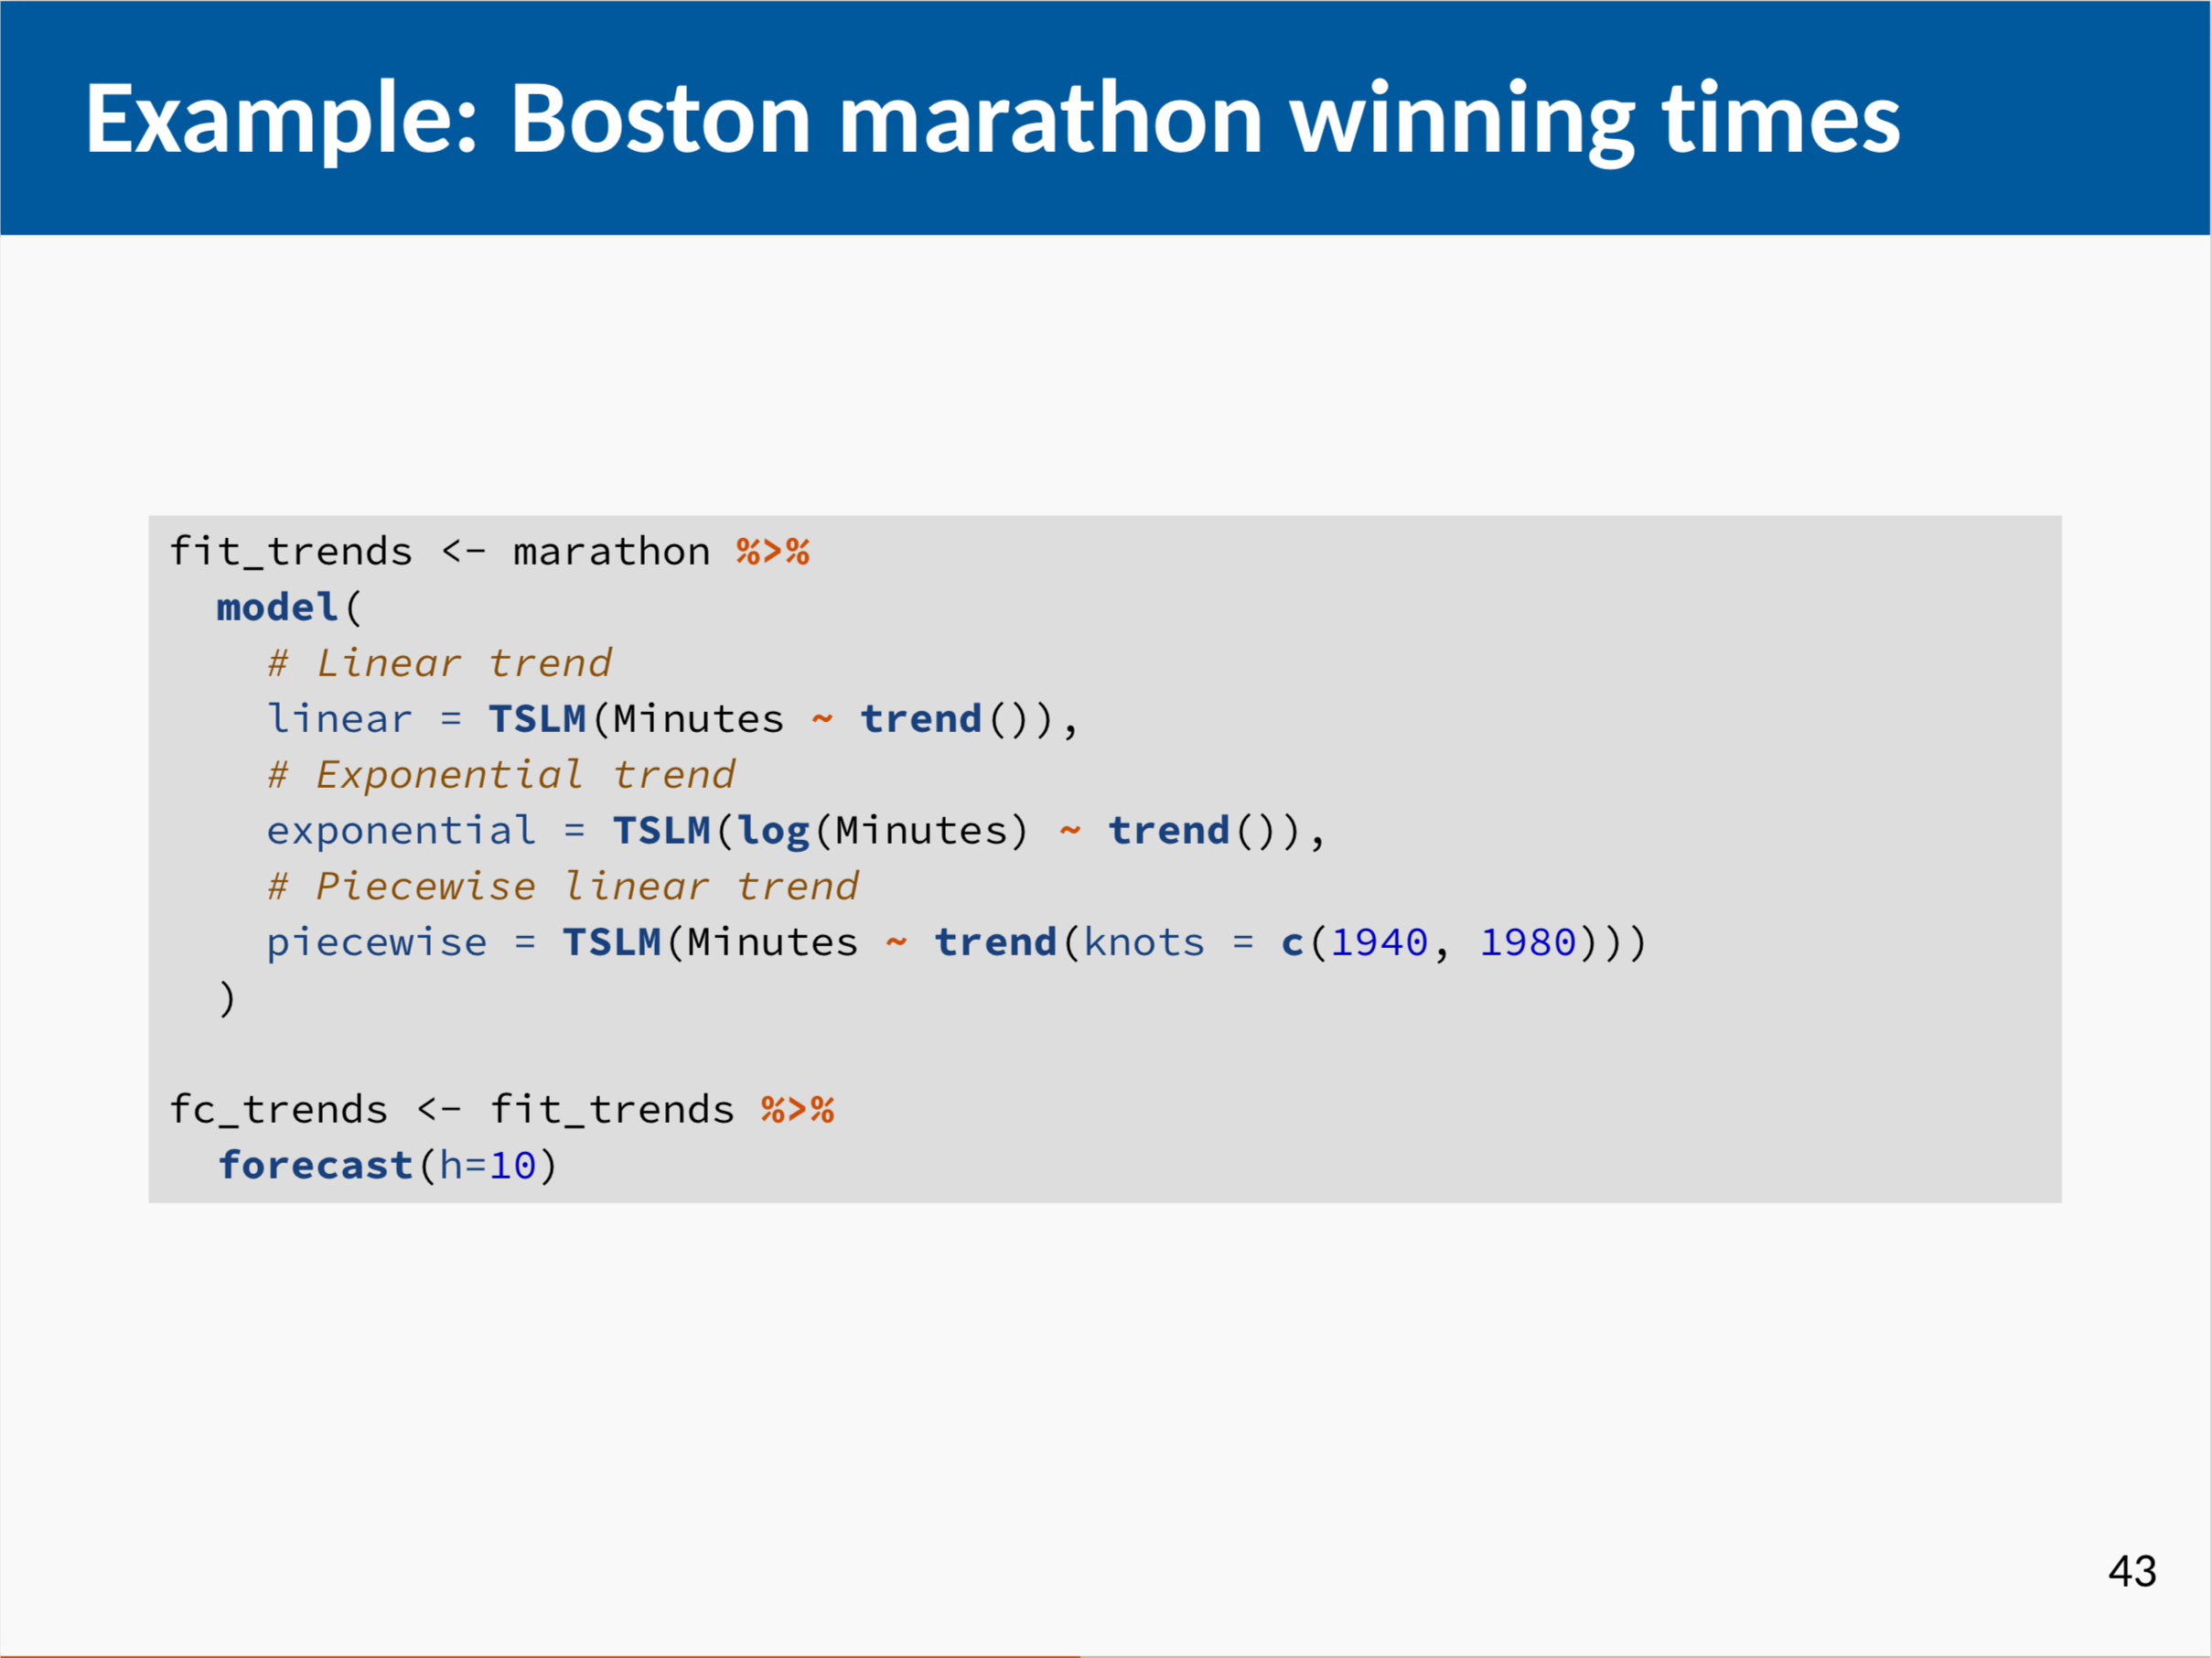 Example: Boston marathon winning times
fit_trends <- marathon %>%
  model(
    # Linear trend
    linear = TSLM(Minutes ~ trend()),
    # Exponential trend
    exponential = TSLM(log(Minutes) ~ trend()),
    # Piecewise linear trend
    piecewise = TSLM(Minutes ~ trend(knots = c(1940, 1980)))
  )
fc_trends <- fit_trends %>%
  forecast(h=10)
43